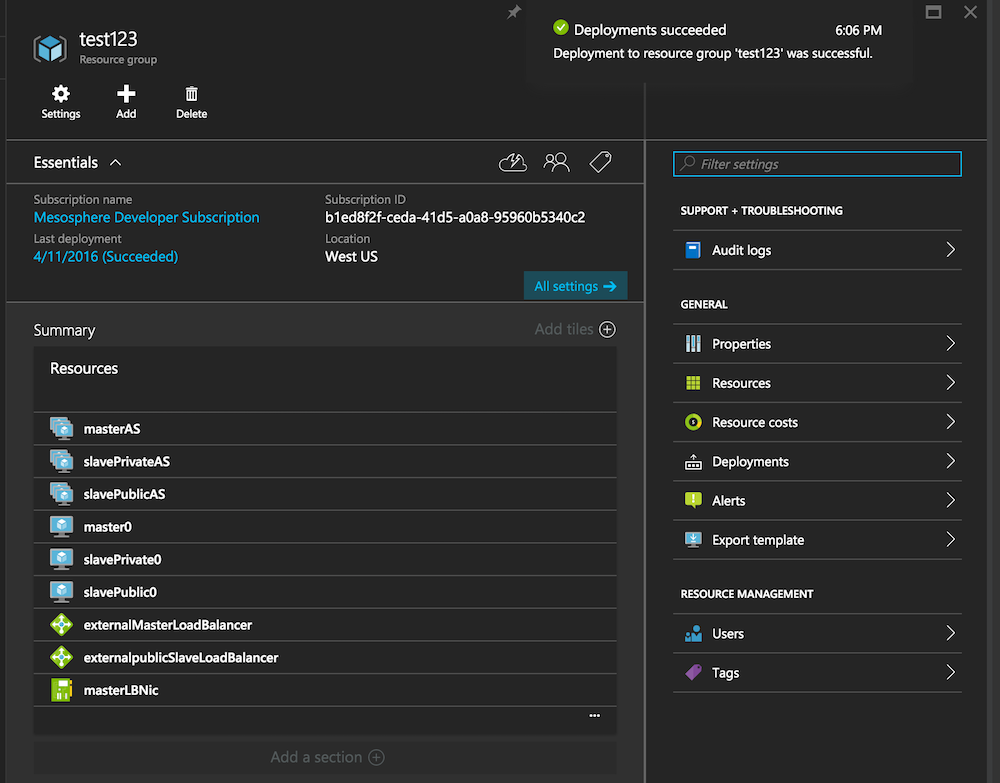 test123
Resource group
Deployments succeeded 6:06 PM
Deployment to resource group 'test123' was successful.
Settings Add Delete
Essentials
Subscription name
Mesosphere Developer Subscription
Last deployment
4/11/2016 (Succeeded)
Subscription ID
b1ed8f2f-ceda-41d5-a0a8-95960b5340c2
Location
West US
All settings
Summary
Add tiles
Resources
masterAS
slavePrivateAS
slavePublicAS
master0
slavePrivate0
slavePublic0
externalMasterLoadBalancer
externalpublicSlaveLoadBalancer
masterLBNic
...
Add a section
Filter settings
SUPPORT + TROUBLESHOOTING
Audit logs
GENERAL
Properties
Resources
Resource costs
Deployments
Alerts
Export template
RESOURCE MANAGEMENT
Users
Tags